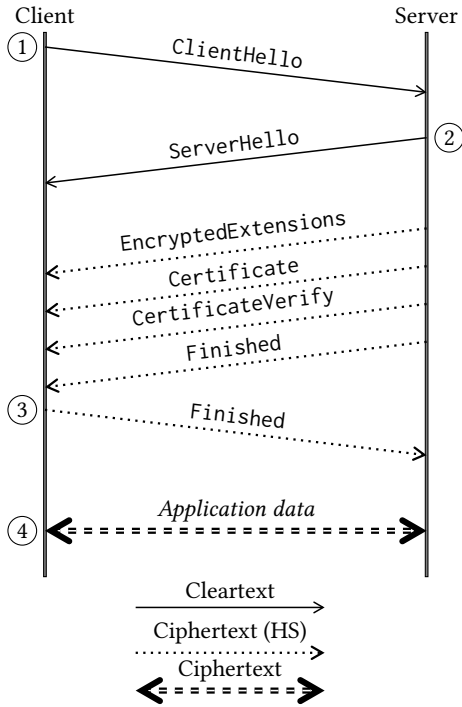 Client Server
1
ClientHello
2
ServerHello
EncryptedExtensions
Certificate
CertificateVerify
Finished
3
Finished
Application data
4
Cleartext
Ciphertext (HS)
Ciphertext